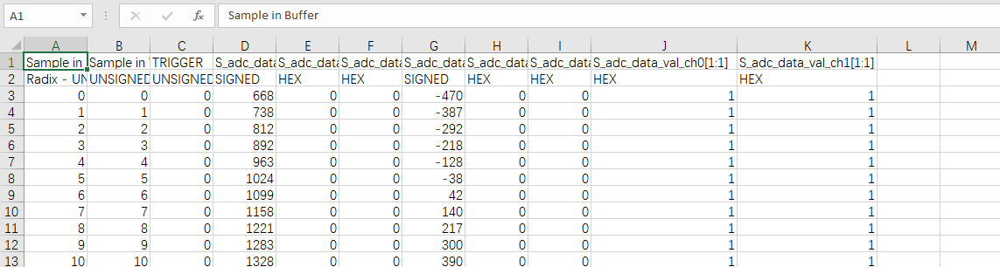 A1 fx Sample in Buffer
A B C D E F G H I J K L M
1 Sample in Sample in TRIGGER S_adc_data S_adc_data S_adc_data S_adc_data S_adc_data S_adc_data S_adc_data_val_ch0[1:1] S_adc_data_val_ch1[1:1]
2 Radix - UN UNSIGNED UNSIGNED SIGNED HEX HEX SIGNED HEX HEX HEX HEX
3 0 0 0 668 0 0 -470 0 0 1 1
4 1 1 0 738 0 0 -387 0 0 1 1
5 2 2 0 812 0 0 -292 0 0 1 1
6 3 3 0 892 0 0 -218 0 0 1 1
7 4 4 0 963 0 0 -128 0 0 1 1
8 5 5 0 1024 0 0 -38 0 0 1 1
9 6 6 0 1099 0 0 42 0 0 1 1
10 7 7 0 1158 0 0 140 0 0 1 1
11 8 8 0 1221 0 0 217 0 0 1 1
12 9 9 0 1283 0 0 300 0 0 1 1
13 10 10 0 1328 0 0 390 0 0 1 1